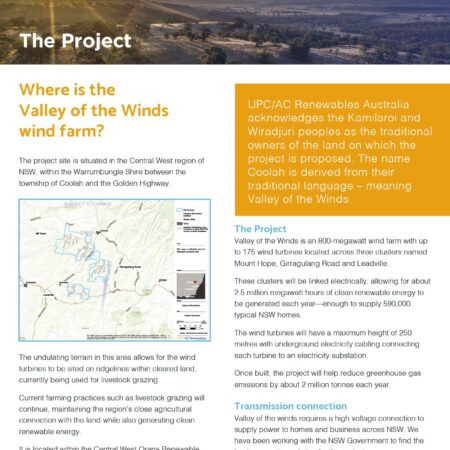 The Project
Where is the
Valley of the Winds
wind farm?
The project site is situated in the Central West region of
NSW, within the Warrumbungle Shire between the
township of Coolah and the Golden Highway.
SUBJECT TO CHANGE
The undulating terrain in this area allows for the wind
turbines to be sited on ridgelines within cleared land,
currently being used for livestock grazing.
Current farming practices such as livestock grazing will
continue, maintaining the region's close agricultural
connection with the land while also generating clean
renewable energy.
It is located within the Central West Orana Renewable
UPC/AC Renewables Australia
acknowledges the Kamilaroi and
Wiradjuri peoples as the traditional
owners of the land on which the
project is proposed. The name
Coolah is derived from their
traditional language – meaning
Valley of the Winds.
The Project
Valley of the Winds is an 800-megawatt wind farm with up
to 175 wind turbines located across three clusters named
Mount Hope, Girragulang Road and Leadville.
These clusters will be linked electrically, allowing for about
2.5 million megawatt hours of clean renewable energy to
be generated each year—enough to supply 590,000
typical NSW homes.
The wind turbines will have a maximum height of 250
metres with underground electricity cabling connecting
each turbine to an electricity substation.
Once built, the project will help reduce greenhouse gas
emissions by about 2 million tonnes each year.
Transmission connection
Valley of the winds requires a high voltage connection to
supply power to homes and business across NSW. We
have been working with the NSW Government to find the